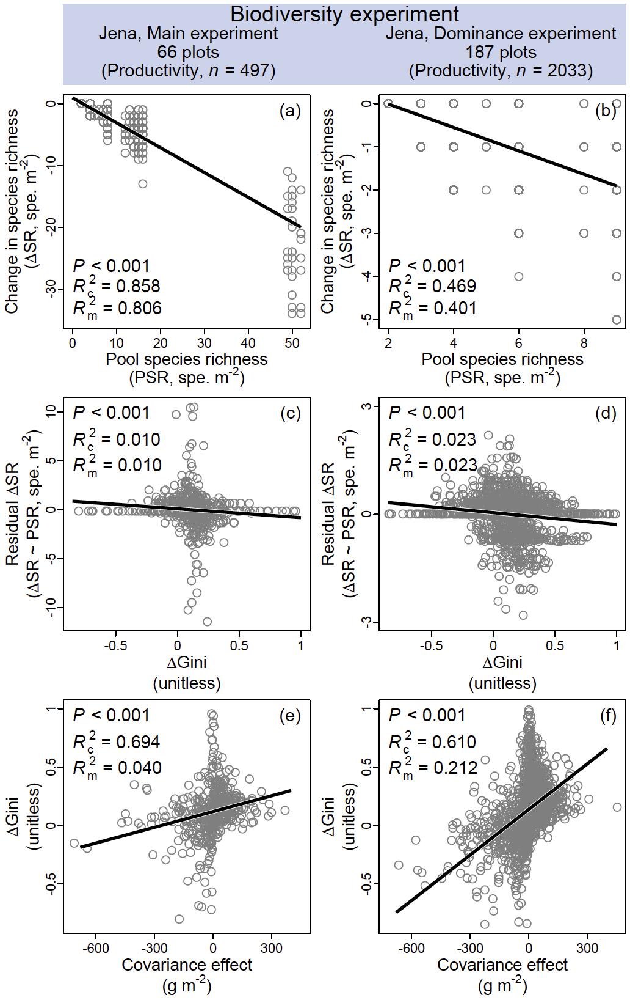 Biodiversity experiment
Jena, Main experiment
66 plots
(Productivity, n = 497)
Jena, Dominance experiment
187 plots
(Productivity, n = 2033)
(a)
P < 0.001
R²c = 0.858
R²m = 0.806
0
-10
-20
-30
Change in species richness
(ΔSR, spe. m-2)
0 10 20 30 40 50
Pool species richness
(PSR, spe. m-2)
(b)
P < 0.001
R²c = 0.469
R²m = 0.401
0
-1
-2
-3
-4
-5
Change in species richness
(ΔSR, spe. m-2)
2 4 6 8
Pool species richness
(PSR, spe. m-2)
(c)
P < 0.001
R²c = 0.010
R²m = 0.010
10
5
0
-5
-10
Residual ΔSR
(ΔSR ~ PSR, spe. m-2)
-0.5 0 0.5 1
ΔGini
(unitless)
(d)
P < 0.001
R²c = 0.023
R²m = 0.023
3
0
-3
Residual ΔSR
(ΔSR ~ PSR, spe. m-2)
-0.5 0 0.5 1
ΔGini
(unitless)
(e)
P < 0.001
R²c = 0.694
R²m = 0.040
1
0.5
0
-0.5
ΔGini
(unitless)
-600 -300 0 300
Covariance effect
(g m-2)
(f)
P < 0.001
R²c = 0.610
R²m = 0.212
1
0.5
0
-0.5
ΔGini
(unitless)
-600 -300 0 300
Covariance effect
(g m-2)